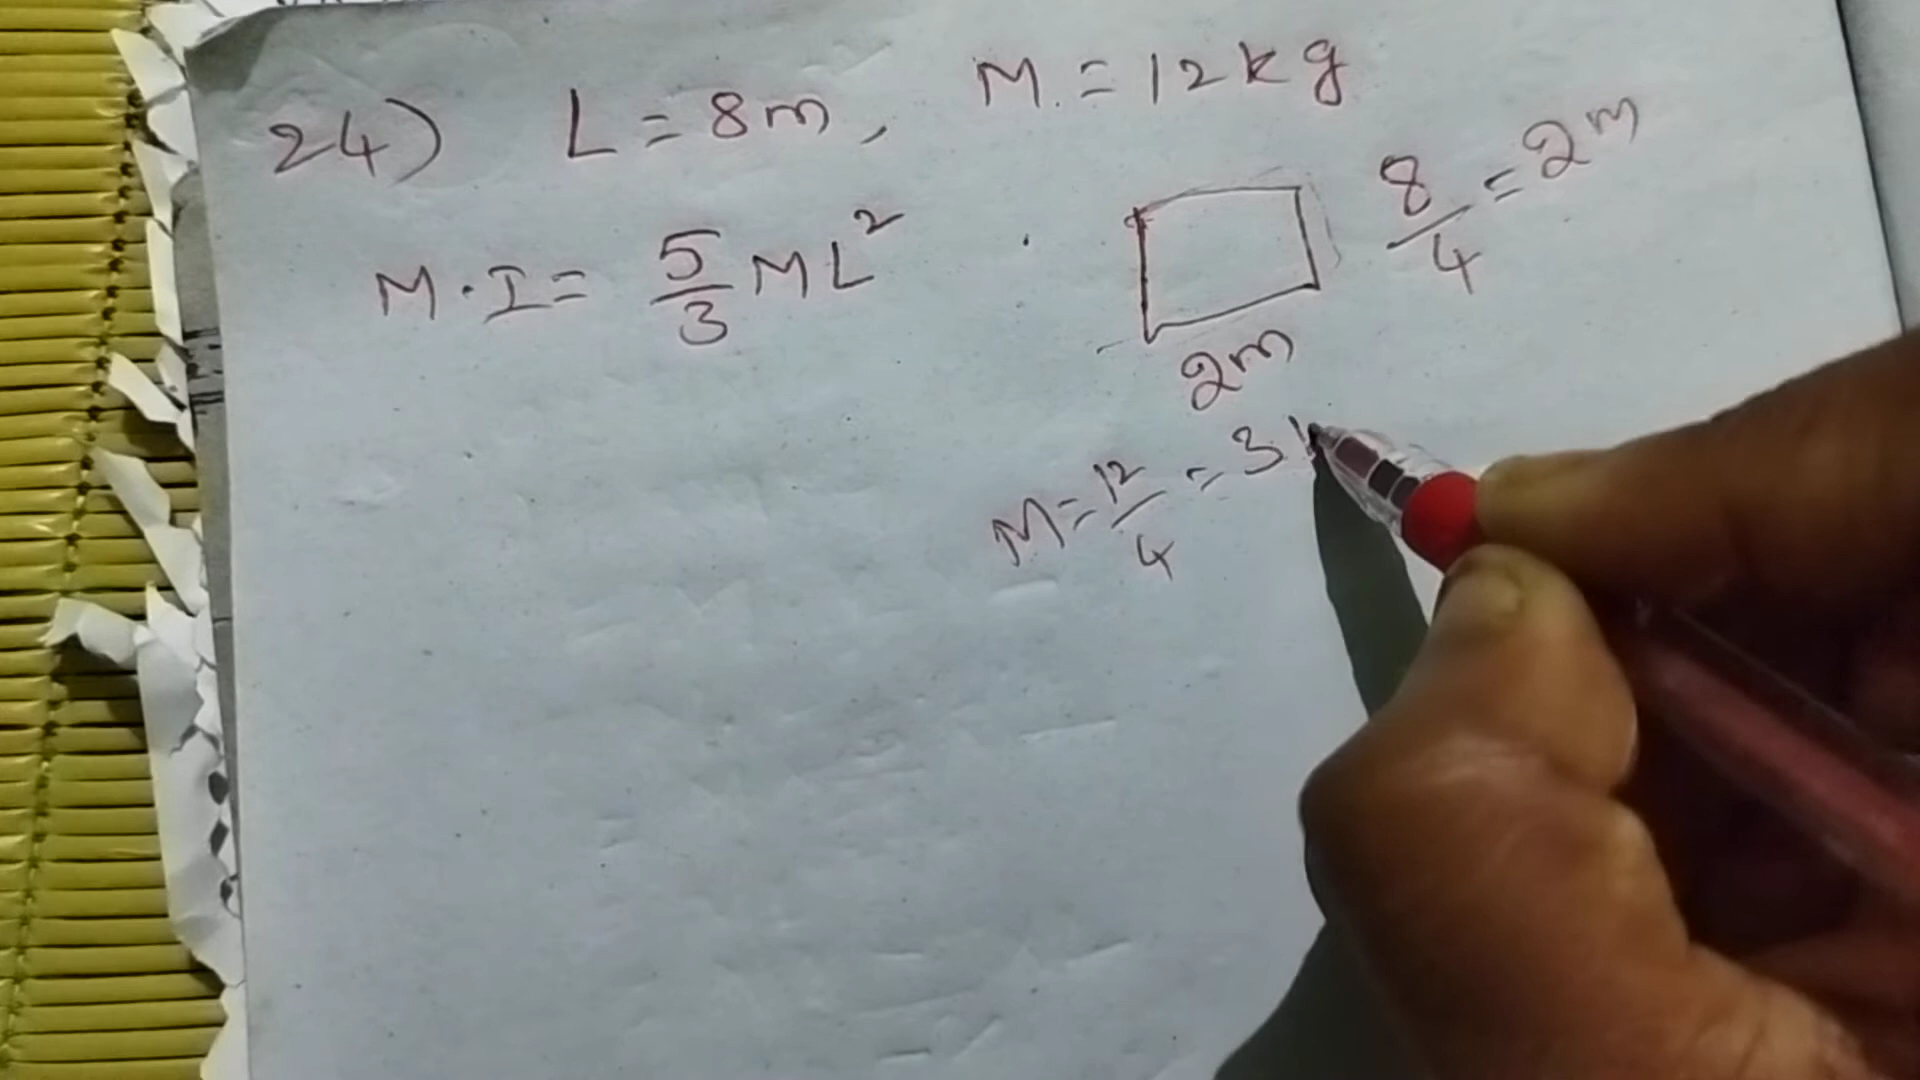 24) L = 8m, M = 12kg
M.I = 5/3 ML²
8/4 = 2m
2m
M = 12/4 = 3